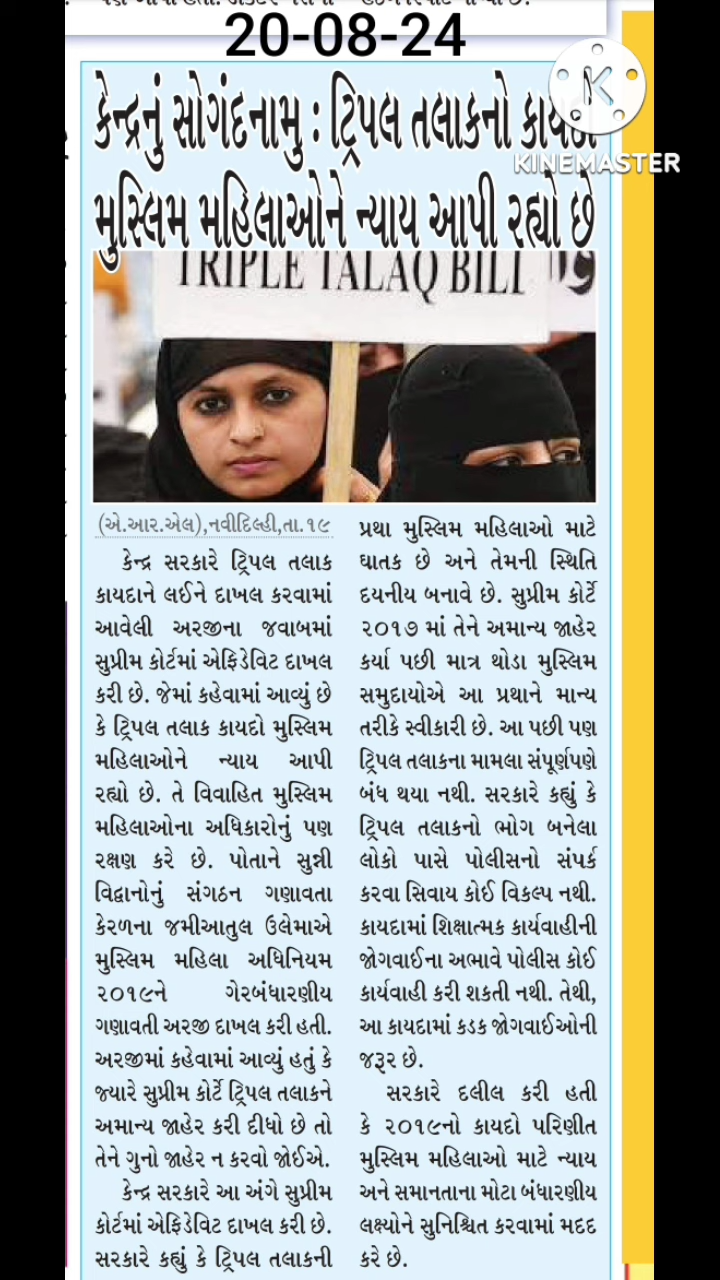 20-08-24
KINEMASTER
કેન્દ્રનું સોગંદનામુ : ટ્રિપલ તલાકનો કાયદો
મુસ્લિમ મહિલાઓને ન્યાય આપી રહ્યો છે
TRIPLE TALAQ BILL
(એ.આર.એલ),નવીદિલ્હી,તા.૧૯
કેન્દ્ર સરકારે ટ્રિપલ તલાક
કાયદાને લઈને દાખલ કરવામાં
આવેલી અરજીના જવાબમાં
સુપ્રીમ કોર્ટમાં એફિડેવિટ દાખલ
કરી છે. જેમાં કહેવામાં આવ્યું છે
કે ટ્રિપલ તલાક કાયદો મુસ્લિમ
મહિલાઓને ન્યાય આપી
રહ્યો છે. તે વિવાહિત મુસ્લિમ
મહિલાઓના અધિકારોનું પણ
રક્ષણ કરે છે. પોતાને સુન્ની
વિદ્વાનોનું સંગઠન ગણાવતા
કેરળના જમીઆતુલ ઉલેમાએ
મુસ્લિમ મહિલા અધિનિયમ
૨૦૧૯ને ગેરબંધારણીય
ગણાવતી અરજી દાખલ કરી હતી.
અરજીમાં કહેવામાં આવ્યું હતું કે
જ્યારે સુપ્રીમ કોર્ટે ટ્રિપલ તલાકને
અમાન્ય જાહેર કરી દીધો છે તો
તેને ગુનો જાહેર ન કરવો જોઈએ.
કેન્દ્ર સરકારે આ અંગે સુપ્રીમ
કોર્ટમાં એફિડેવિટ દાખલ કરી છે.
સરકારે કહ્યું કે ટ્રિપલ તલાકની
પ્રથા મુસ્લિમ મહિલાઓ માટે
ઘાતક છે અને તેમની સ્થિતિ
દયનીય બનાવે છે. સુપ્રીમ કોર્ટે
૨૦૧૭ માં તેને અમાન્ય જાહેર
કર્યા પછી માત્ર થોડા મુસ્લિમ
સમુદાયોએ આ પ્રથાને માન્ય
તરીકે સ્વીકારી છે. આ પછી પણ
ટ્રિપલ તલાકના મામલા સંપૂર્ણપણે
બંધ થયા નથી. સરકારે કહ્યું કે
ટ્રિપલ તલાકનો ભોગ બનેલા
લોકો પાસે પોલીસનો સંપર્ક
કરવા સિવાય કોઈ વિકલ્પ નથી.
કાયદામાં શિક્ષાત્મક કાર્યવાહીની
જોગવાઈના અભાવે પોલીસ કોઈ
કાર્યવાહી કરી શકતી નથી. તેથી,
આ કાયદામાં કડક જોગવાઈઓની
જરૂર છે.
સરકારે દલીલ કરી હતી
કે ૨૦૧૯નો કાયદો પરિણીત
મુસ્લિમ મહિલાઓ માટે ન્યાય
અને સમાનતાના મોટા બંધારણીય
લક્ષ્યોને સુનિશ્ચિત કરવામાં મદદ
કરે છે.